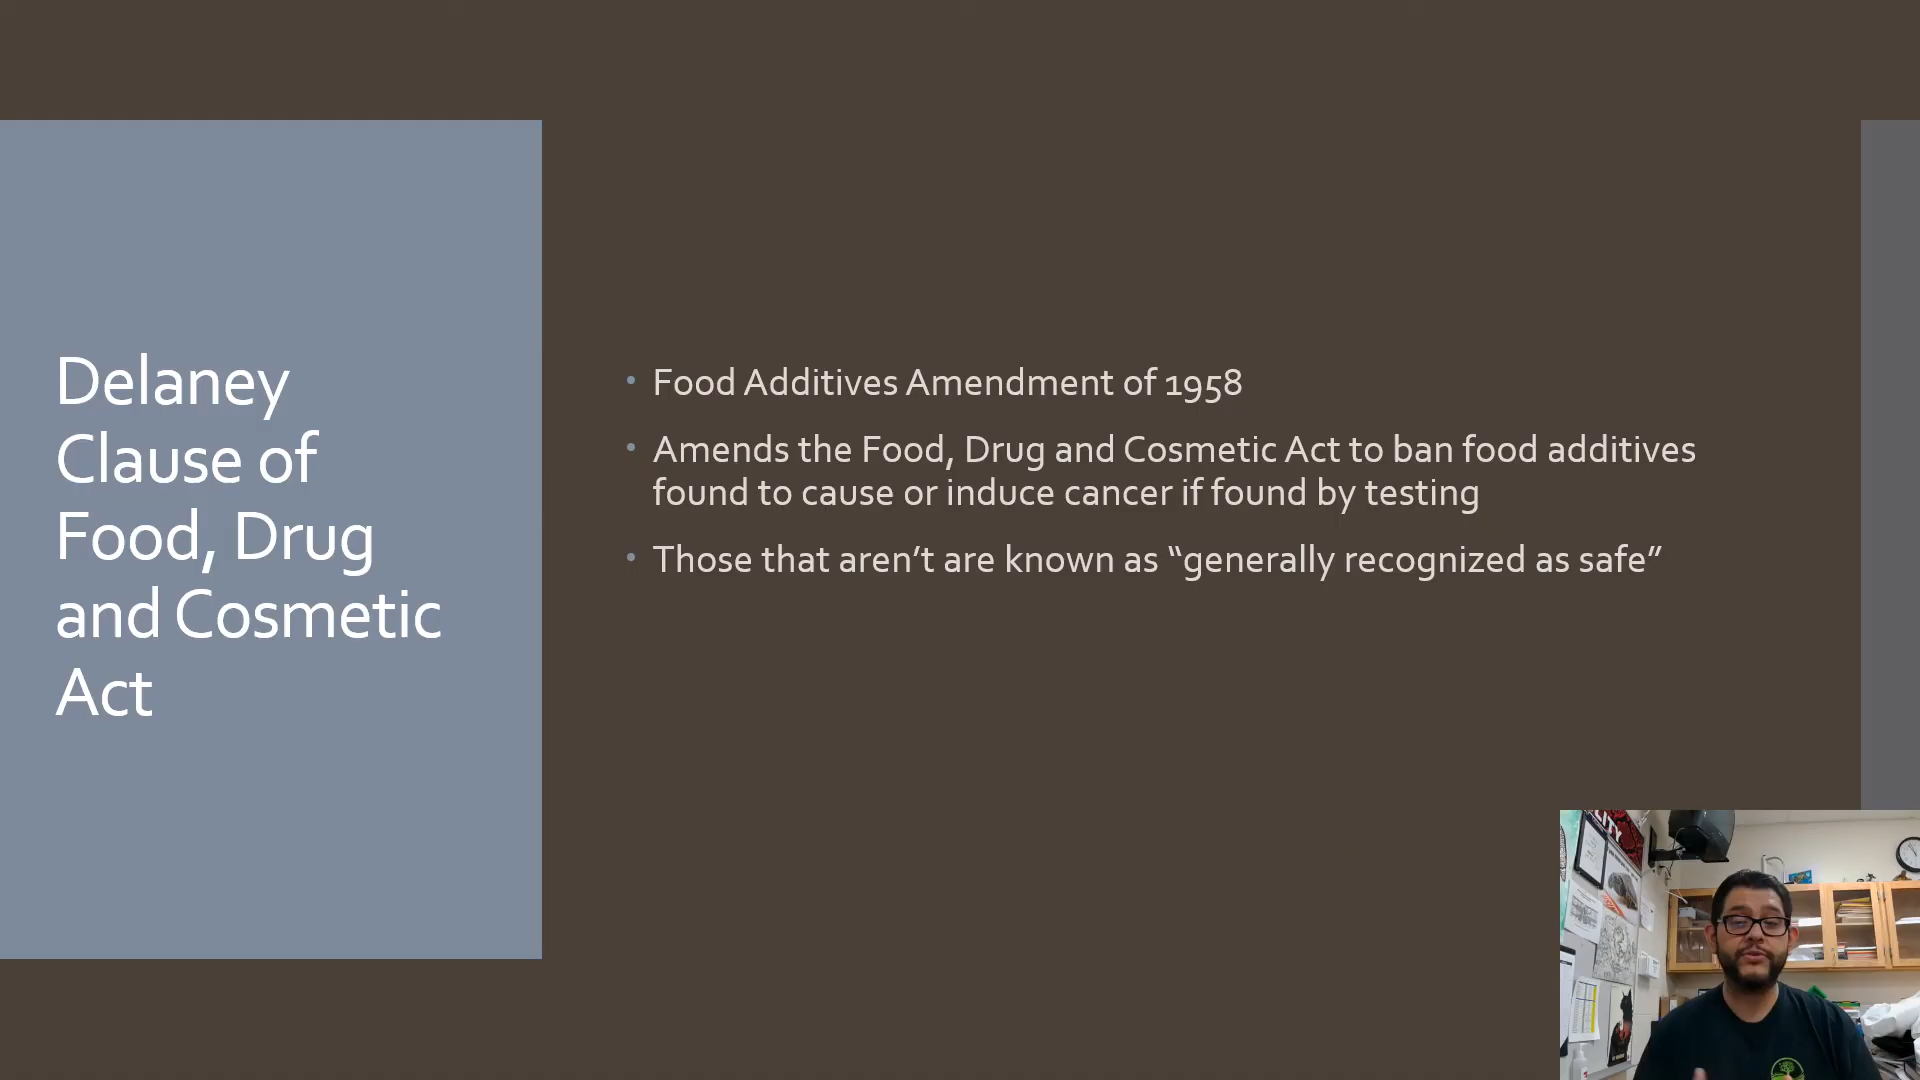 Delaney
Clause of
Food, Drug
and Cosmetic
Act
• Food Additives Amendment of 1958
• Amends the Food, Drug and Cosmetic Act to ban food additives
found to cause or induce cancer if found by testing
• Those that aren’t are known as “generally recognized as safe”